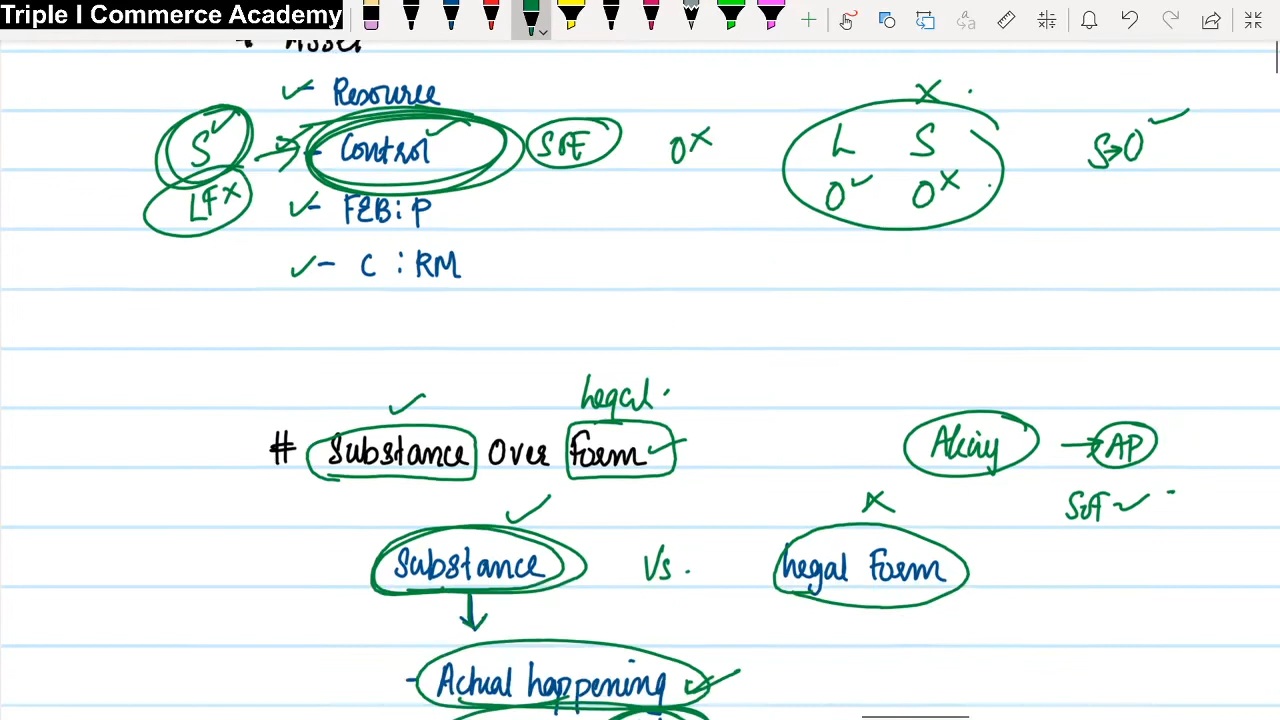 Triple I Commerce Academy
Asset
- Resource
S - Control SOF O X L S X S→O
LF X - FEB : P O O X
- C : RM
Legal.
# Substance Over Form → AP
SOF
Substance Vs. Legal Form X
- Actual happening